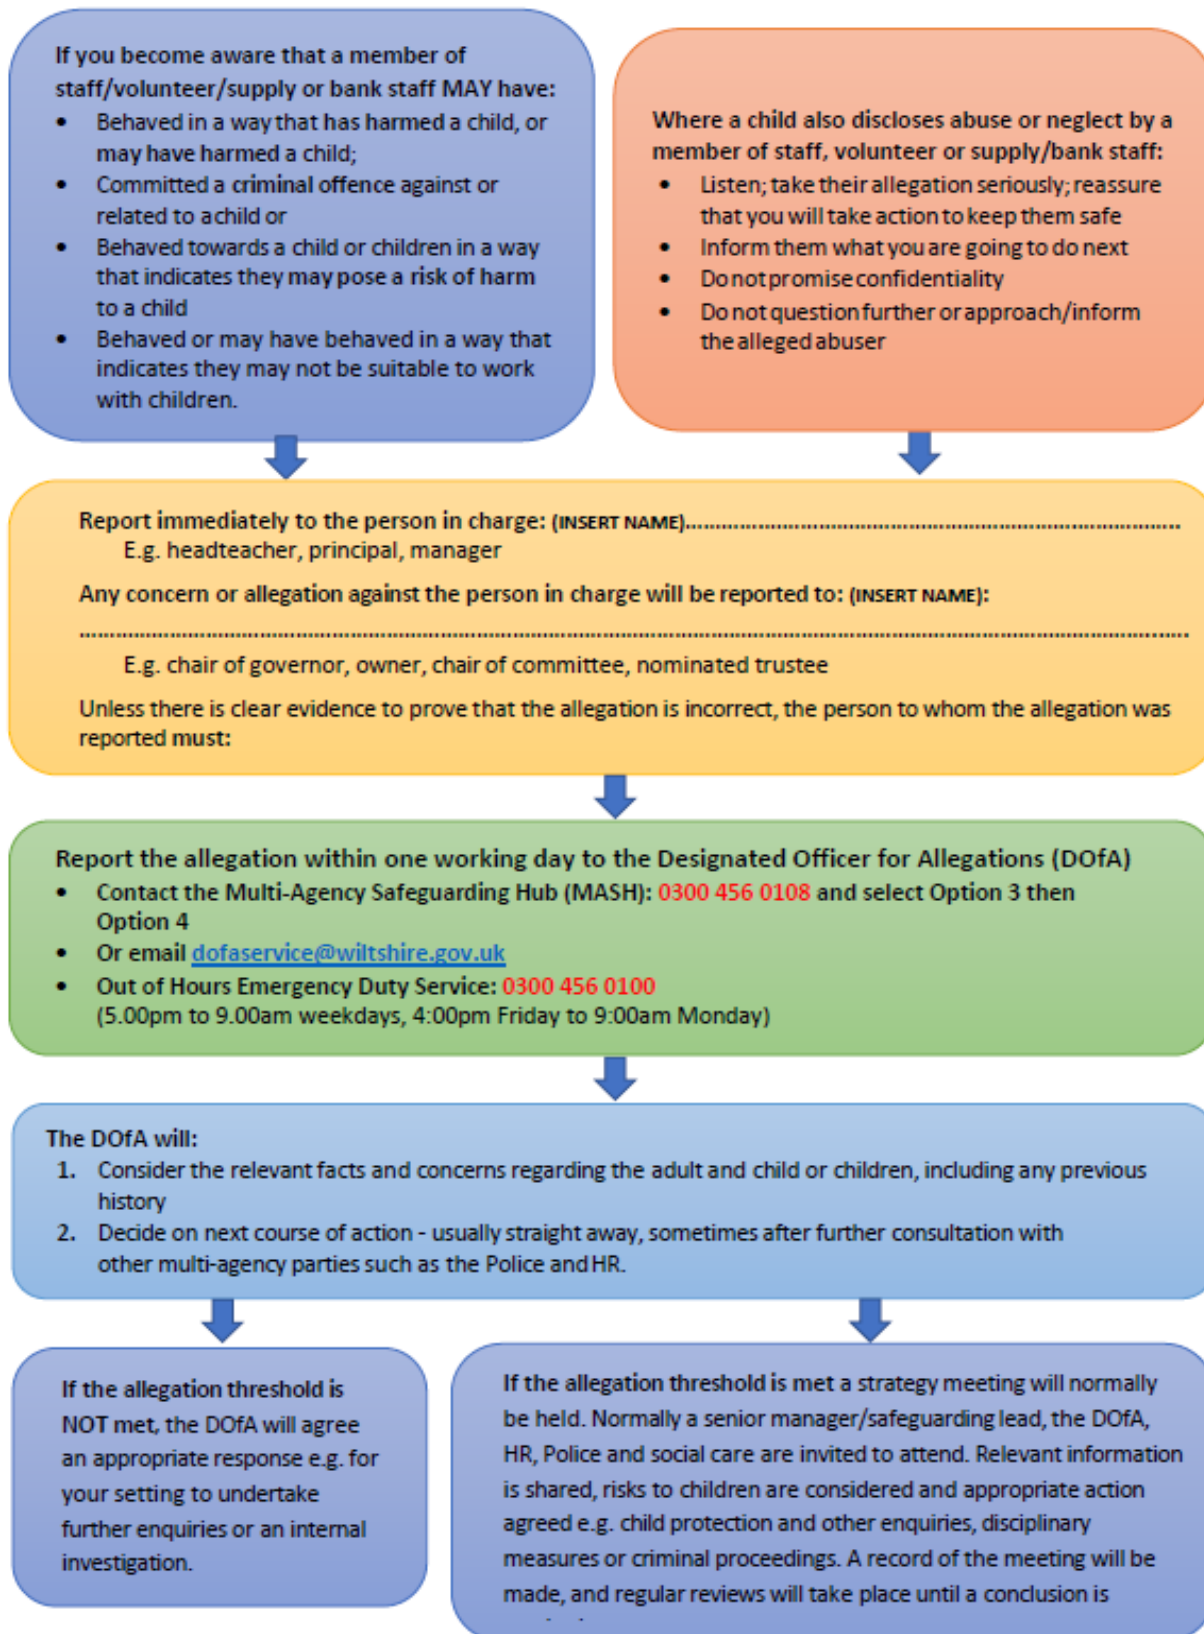 If you become aware that a member of
staff/volunteer/supply or bank staff MAY have:
• Behaved in a way that has harmed a child, or
may have harmed a child;
• Committed a criminal offence against or
related to achild or
• Behaved towards a child or children in a way
that indicates they may pose a risk of harm
to a child
• Behaved or may have behaved in a way that
indicates they may not be suitable to work
with children.
Where a child also discloses abuse or neglect by a
member of staff, volunteer or supply/bank staff:
• Listen; take their allegation seriously; reassure
that you will take action to keep them safe
• Inform them what you are going to do next
• Do not promise confidentiality
• Do not question further or approach/inform
the alleged abuser
Report immediately to the person in charge: (INSERT NAME)..........................................................................................
E.g. headteacher, principal, manager
Any concern or allegation against the person in charge will be reported to: (INSERT NAME):
..........................................................................................................................................................................................
E.g. chair of governor, owner, chair of committee, nominated trustee
Unless there is clear evidence to prove that the allegation is incorrect, the person to whom the allegation was
reported must:
Report the allegation within one working day to the Designated Officer for Allegations (DOfA)
• Contact the Multi-Agency Safeguarding Hub (MASH): 0300 456 0108 and select Option 3 then
Option 4
• Or email dofaservice@wiltshire.gov.uk
• Out of Hours Emergency Duty Service: 0300 456 0100
(5.00pm to 9.00am weekdays, 4:00pm Friday to 9:00am Monday)
The DOfA will:
1. Consider the relevant facts and concerns regarding the adult and child or children, including any previous
history
2. Decide on next course of action - usually straight away, sometimes after further consultation with
other multi-agency parties such as the Police and HR.
If the allegation threshold is
NOT met, the DOfA will agree
an appropriate response e.g. for
your setting to undertake
further enquiries or an internal
investigation.
If the allegation threshold is met a strategy meeting will normally
be held. Normally a senior manager/safeguarding lead, the DOfA,
HR, Police and social care are invited to attend. Relevant information
is shared, risks to children are considered and appropriate action
agreed e.g. child protection and other enquiries, disciplinary
measures or criminal proceedings. A record of the meeting will be
made, and regular reviews will take place until a conclusion is